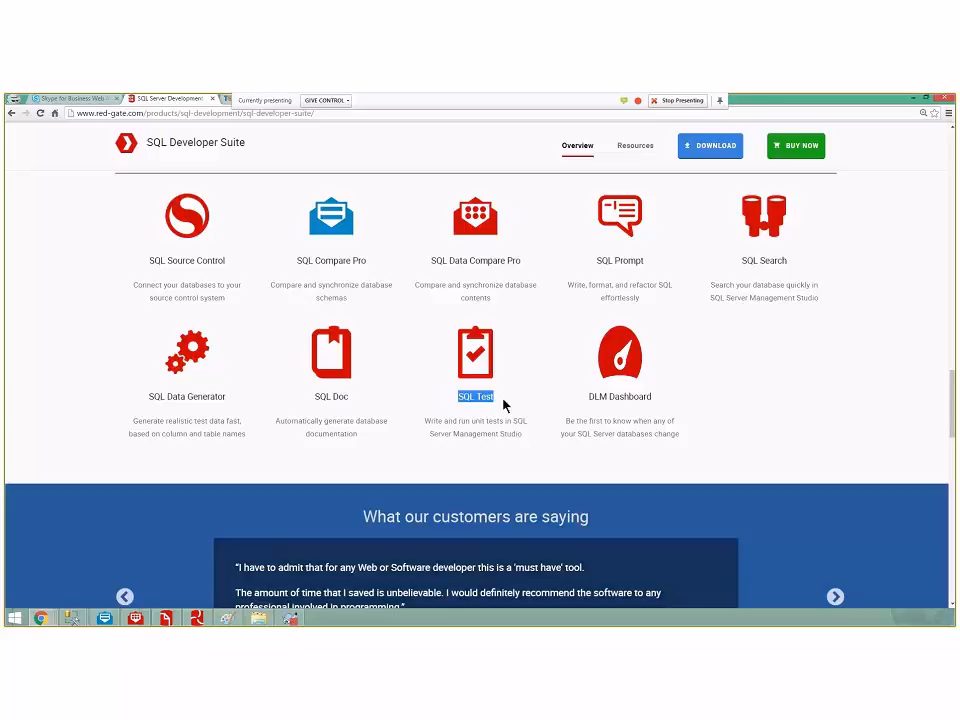 Skype for Business Web
SQL Server Development
Currently presenting
GIVE CONTROL
Stop Presenting
www.red-gate.com/products/sql-development/sql-developer-suite/
SQL Developer Suite
Overview
Resources
DOWNLOAD
BUY NOW
SQL Source Control
SQL Compare Pro
SQL Data Compare Pro
SQL Prompt
SQL Search
Connect your databases to your
source control system
Compare and synchronize database
schemas
Compare and synchronize database
contents
Write, format, and refactor SQL
effortlessly
Search your database quickly in
SQL Server Management Studio
SQL Data Generator
SQL Doc
SQL Test
DLM Dashboard
Generate realistic test data fast,
based on column and table names
Automatically generate database
documentation
Write and run unit tests in SQL
Server Management Studio
Be the first to know when any of
your SQL Server databases change
What our customers are saying
“I have to admit that for any Web or Software developer this is a 'must have' tool.
The amount of time that I saved is unbelievable. I would definitely recommend the software to any
professional involved in programming.”